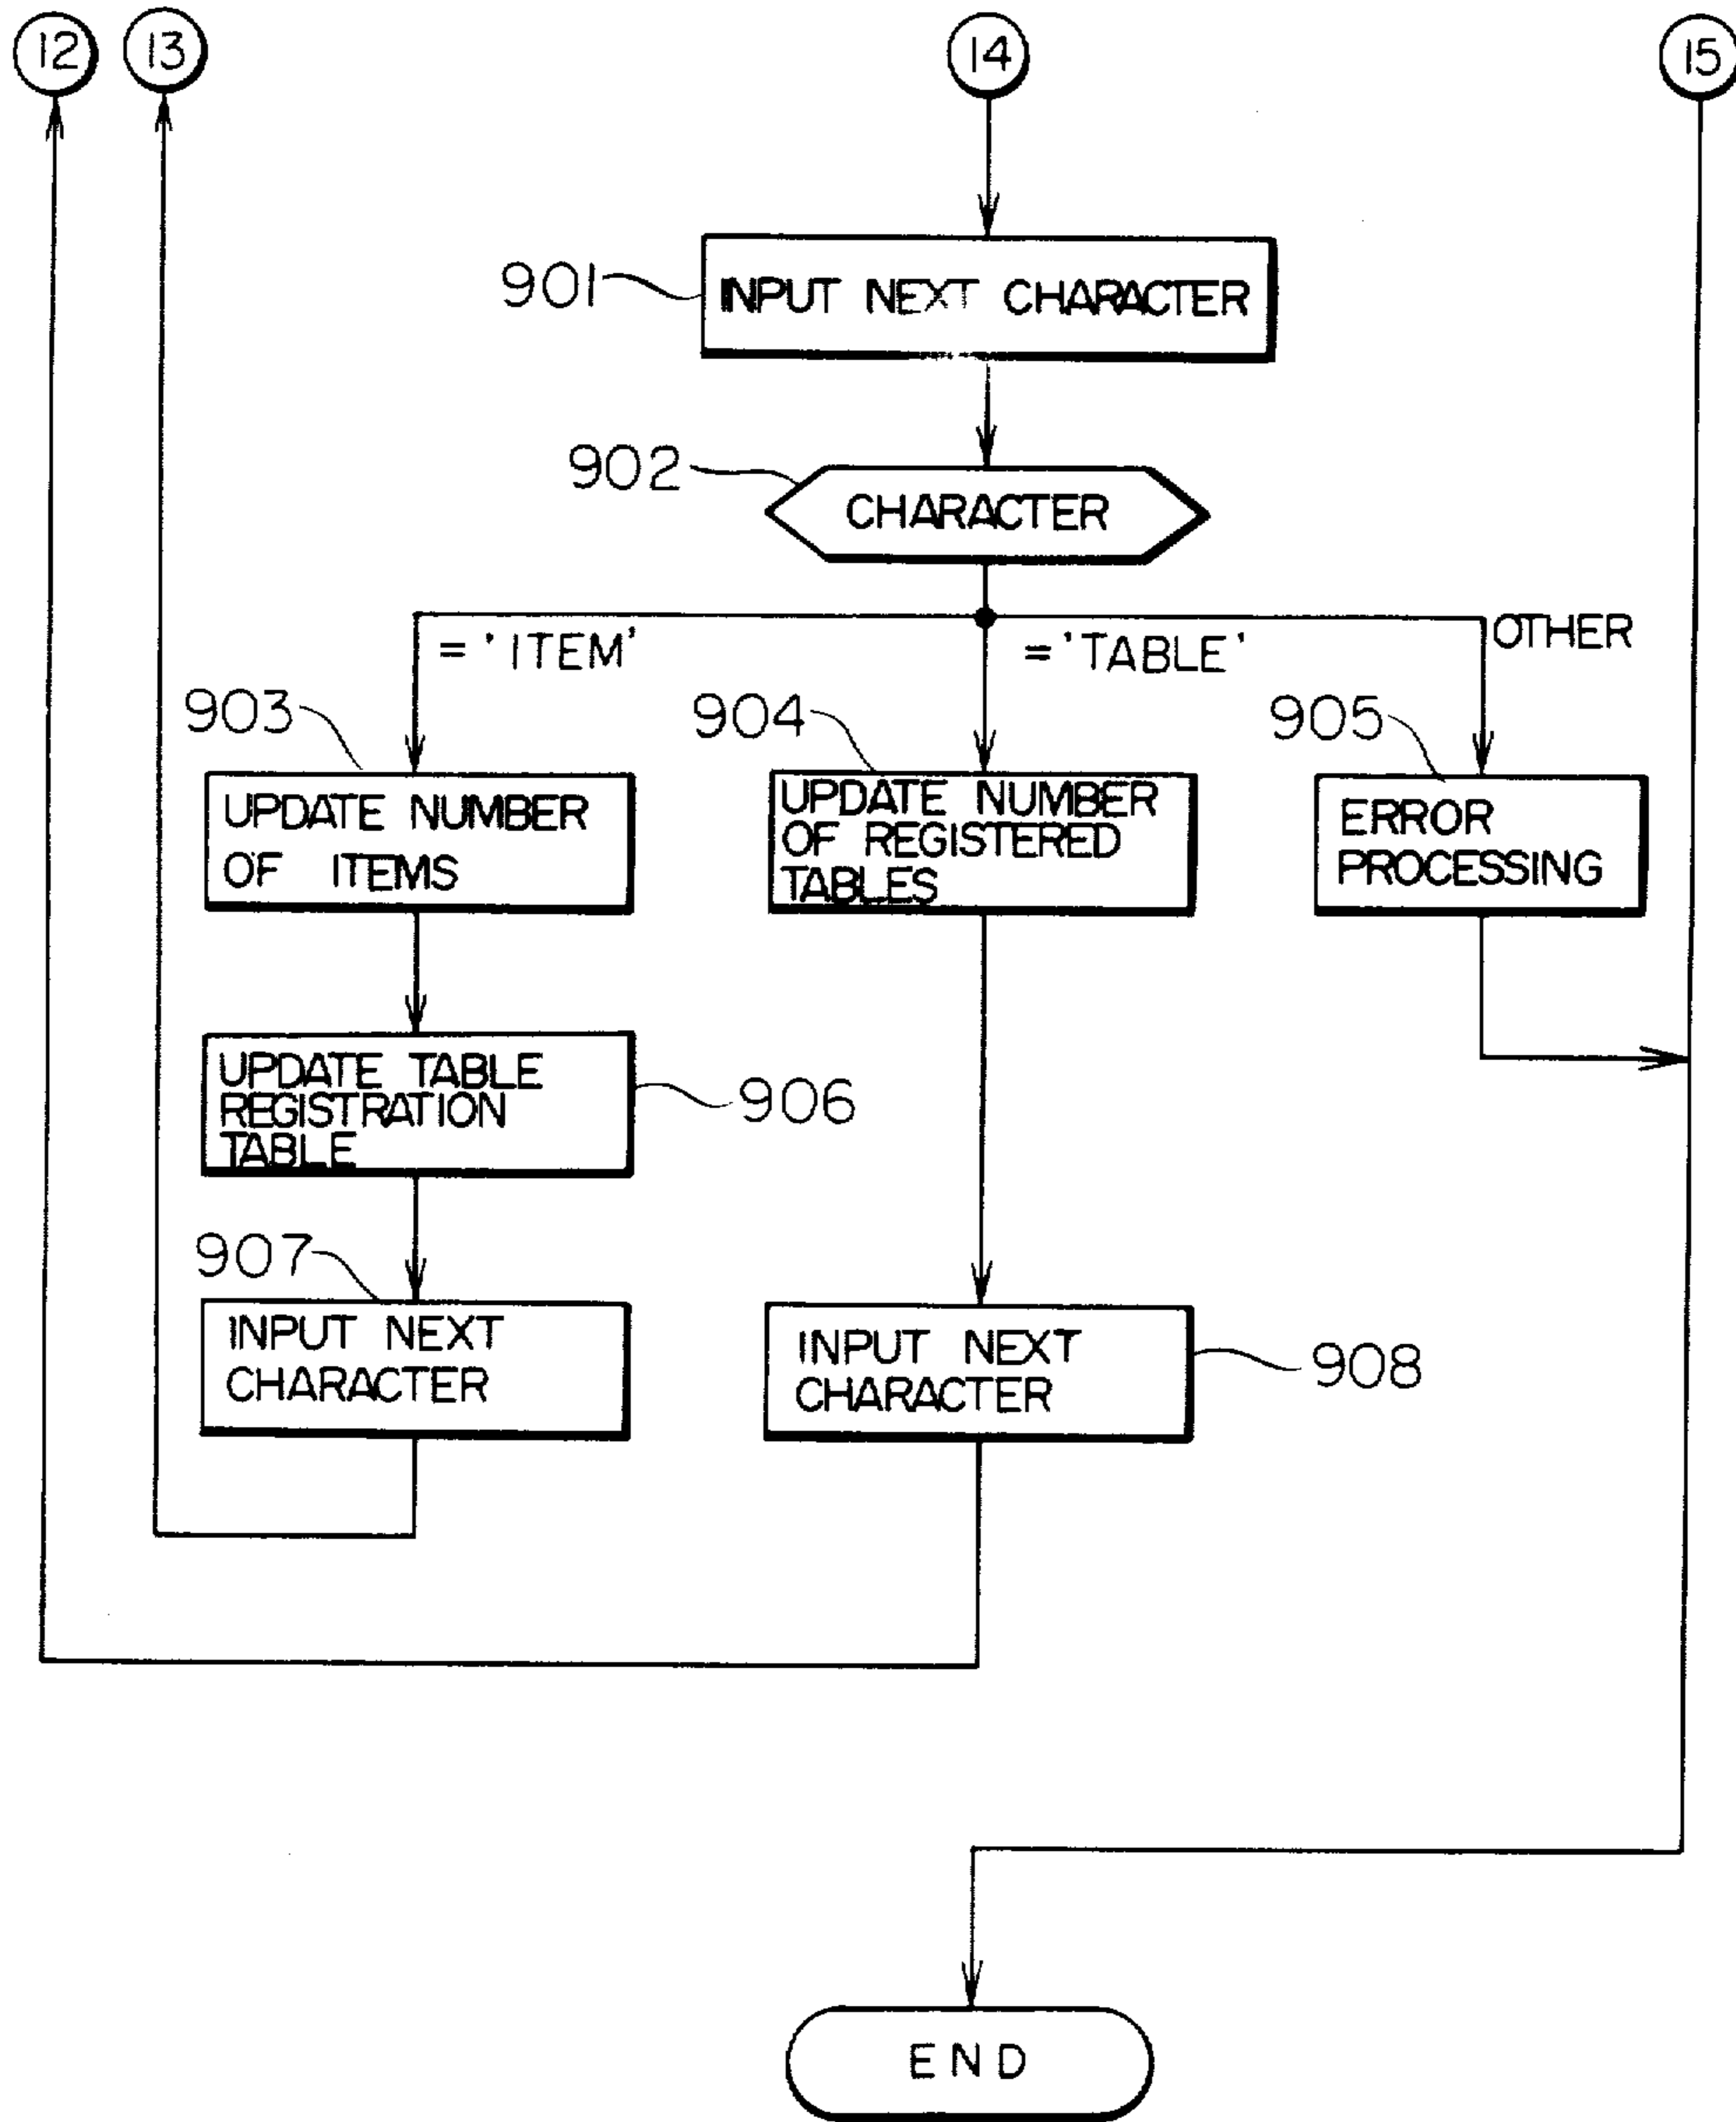 12
13
14
15
901
INPUT NEXT CHARACTER
902
CHARACTER
= 'ITEM'
= 'TABLE'
OTHER
903
904
905
UPDATE NUMBER
OF ITEMS
UPDATE NUMBER
OF REGISTERED
TABLES
ERROR
PROCESSING
UPDATE TABLE
REGISTRATION
TABLE
906
907
INPUT NEXT
CHARACTER
INPUT NEXT
CHARACTER
908
END